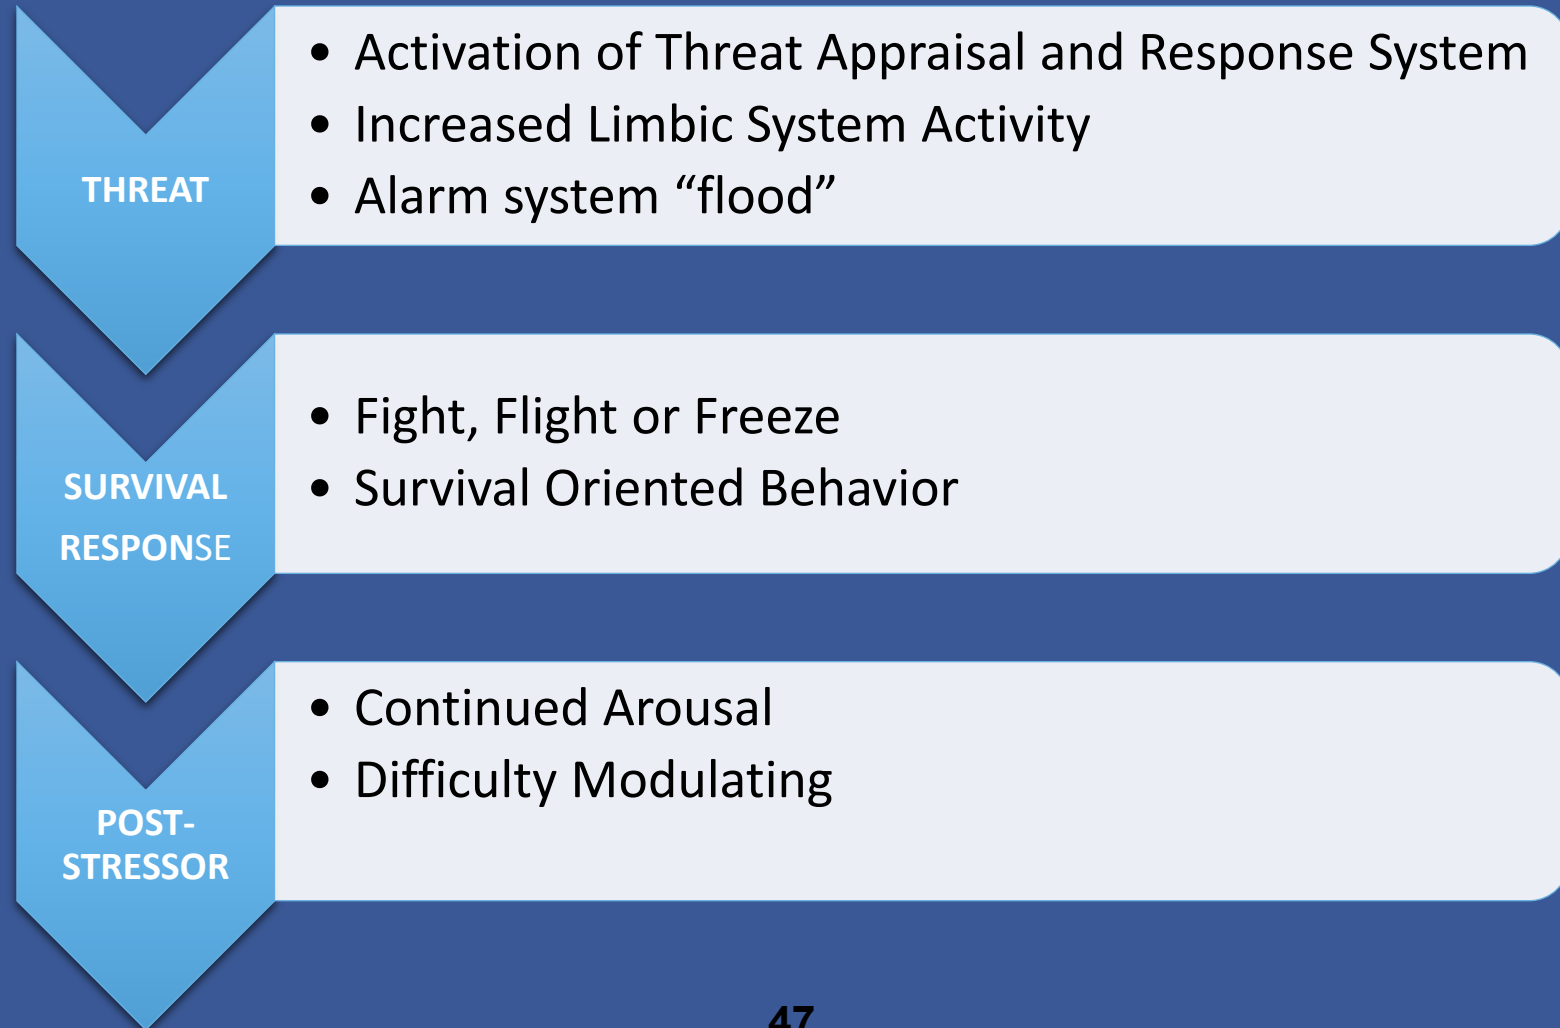 THREAT
• Activation of Threat Appraisal and Response System
• Increased Limbic System Activity
• Alarm system “flood”
SURVIVAL
RESPONSE
• Fight, Flight or Freeze
• Survival Oriented Behavior
POST-
STRESSOR
• Continued Arousal
• Difficulty Modulating
47